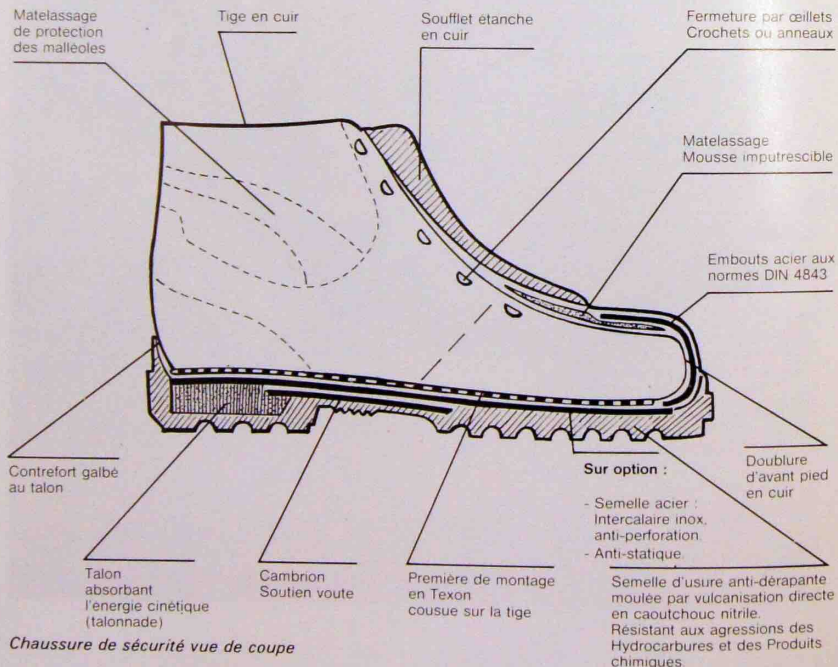 Matelassage
de protection
des malléoles
Tige en cuir
Soufflet etanche
en cuir
Fermeture par œillets
Crochets ou anneaux
Matelassage
Mousse imputrescible
Embouts acier aux
normes DIN 4843
Contrefort galbé
au talon
Sur option :
- Semelle acier :
Intercalaire inox,
anti-perforation.
- Anti-statique.
Doublure
d'avant pied
en cuir
Talon
absorbant
l'energie cinétique
(talonnade)
Cambrion
Soutien voute
Première de montage
en Texon
cousue sur la tige
Semelle d'usure anti-dérapante
moulée par vulcanisation directe
en caoutchouc nitrile.
Résistant aux agressions des
Hydrocarbures et des Produits
chimiques.
Chaussure de sécurité vue de coupe